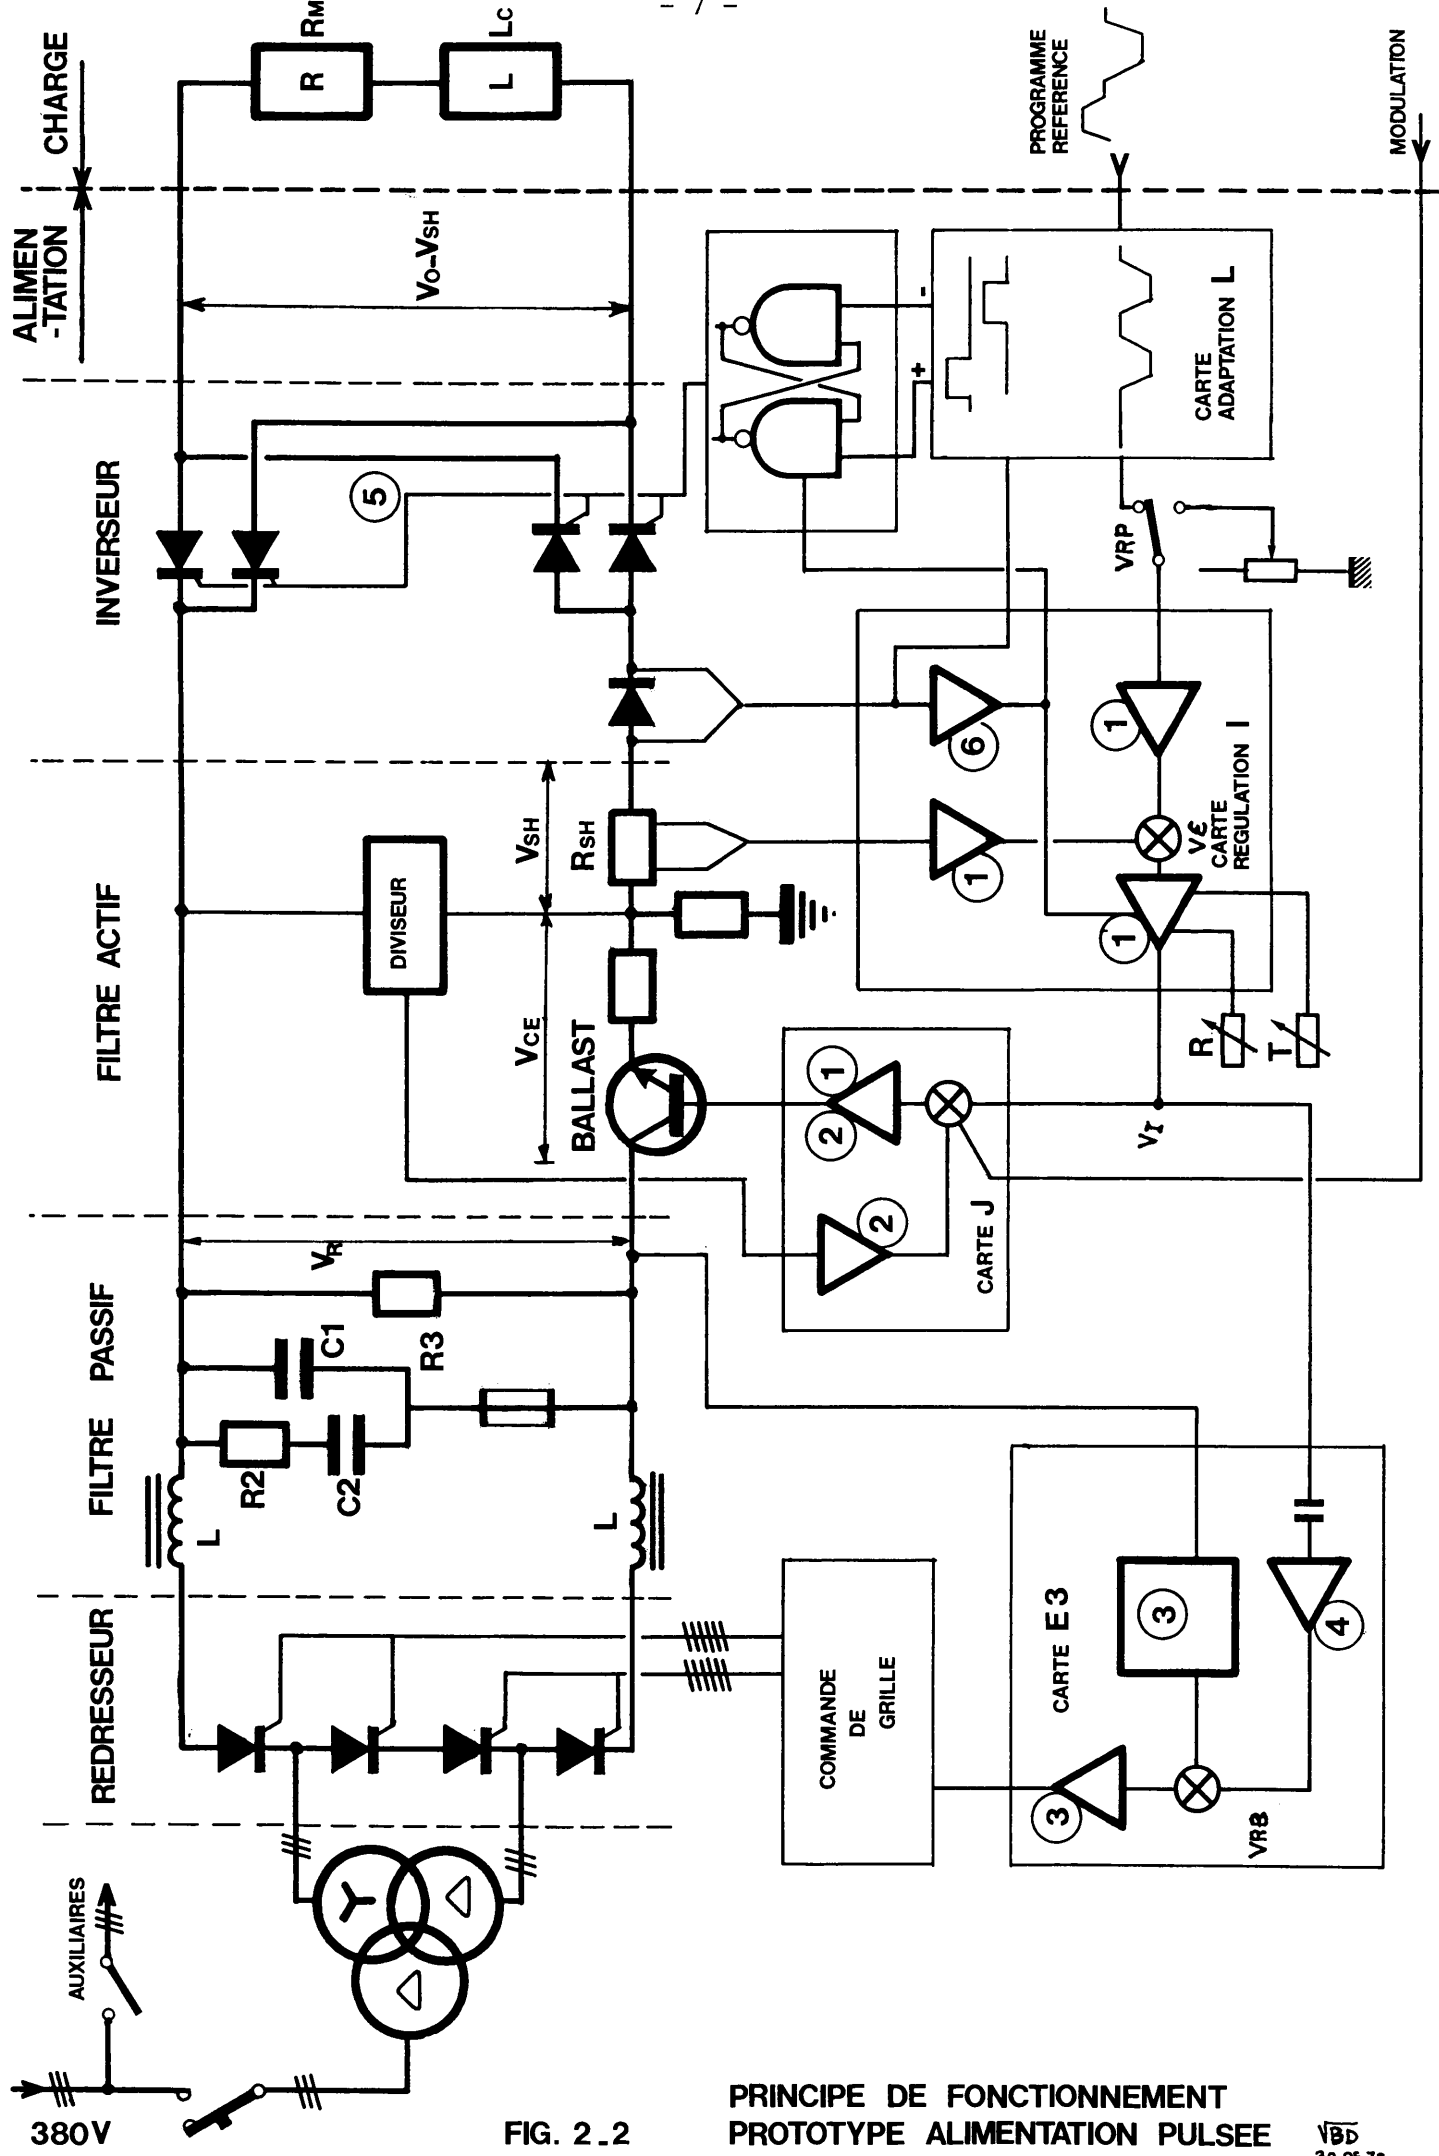 - 7 -
ALIMEN
-TATION
CHARGE
INVERSEUR
FILTRE ACTIF
FILTRE PASSIF
REDRESSEUR
AUXILIAIRES
380V
R
RM
L
LC
VO-VSH
5
PROGRAMME
REFERENCE
MODULATION
+
-
CARTE
ADAPTATION L
VRP
DIVISEUR
VSH
RSH
VCE
BALLAST
6
1
1
1
Vε
CARTE
REGULATION I
R
T
VI
1
2
2
CARTE J
VR
C1
R3
R2
C2
L
L
COMMANDE
DE
GRILLE
CARTE E3
3
3
4
VRB
FIG. 2_2
PRINCIPE DE FONCTIONNEMENT
PROTOTYPE ALIMENTATION PULSEE
VBD